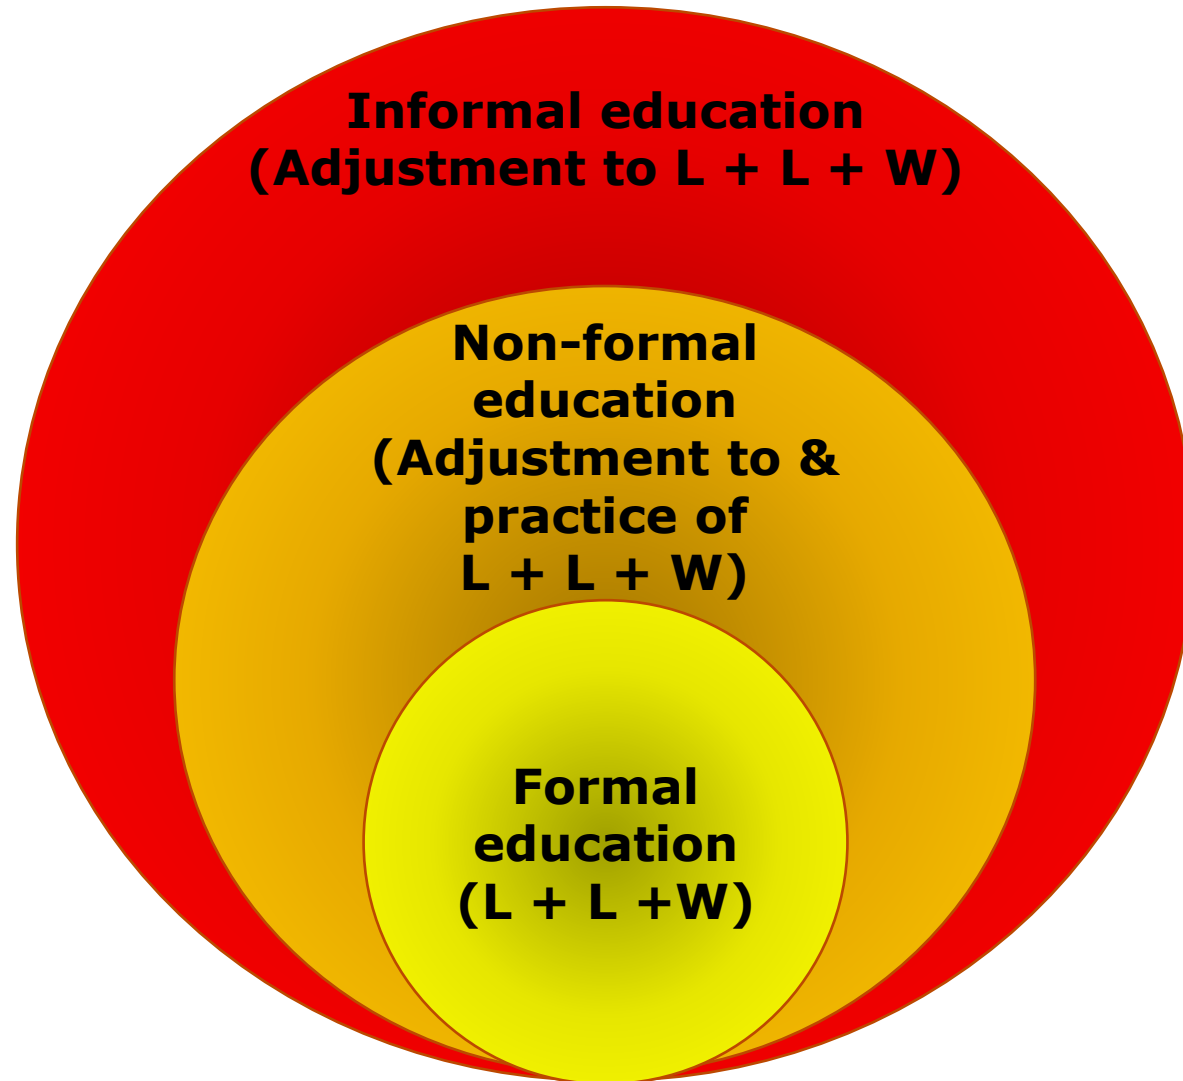 Informal education
(Adjustment to L + L + W)
Non-formal
education
(Adjustment to &
practice of
L + L + W)
Formal
education
(L + L +W)